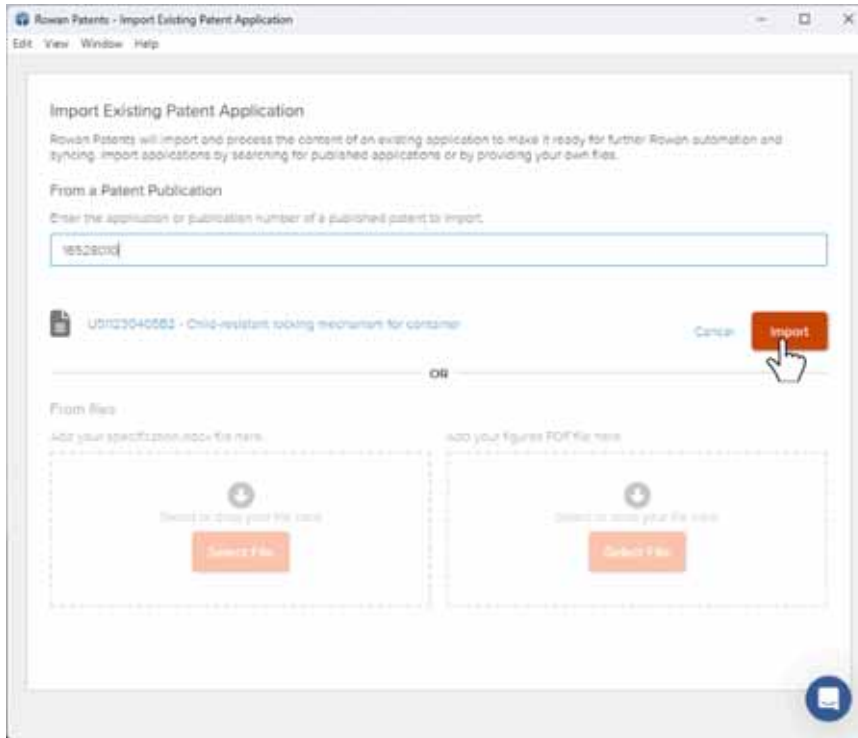 Rowan Patents - Import Existing Patent Application
Edit View Window Help
Import Existing Patent Application
Rowan Patents will import and process the content of an existing application to make it ready for further Rowan automation and
syncing. Import applications by searching for published applications or by providing your own files.
From a Patent Publication
Enter the application or publication number of a published patent to import.
16528010
US11230405B2 - Child-resistant locking mechanism for container
Cancel Import
OR
From files
Add your specification.docx file here. Add your figures PDF file here.
Select or drop your file here Select or drop your file here
Select File Select File